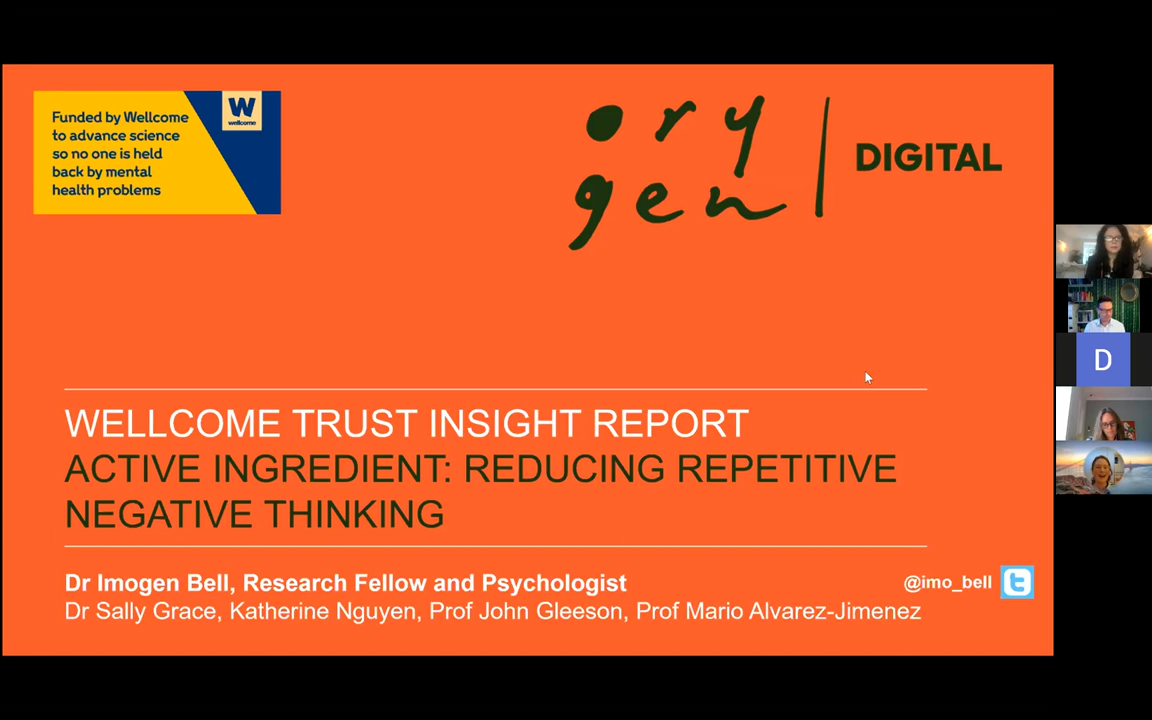 Funded by Wellcome
to advance science
so no one is held
back by mental
health problems
W
wellcome
ory
gen
DIGITAL
D
WELLCOME TRUST INSIGHT REPORT
ACTIVE INGREDIENT: REDUCING REPETITIVE
NEGATIVE THINKING
Dr Imogen Bell, Research Fellow and Psychologist
@imo_bell
Dr Sally Grace, Katherine Nguyen, Prof John Gleeson, Prof Mario Alvarez-Jimenez